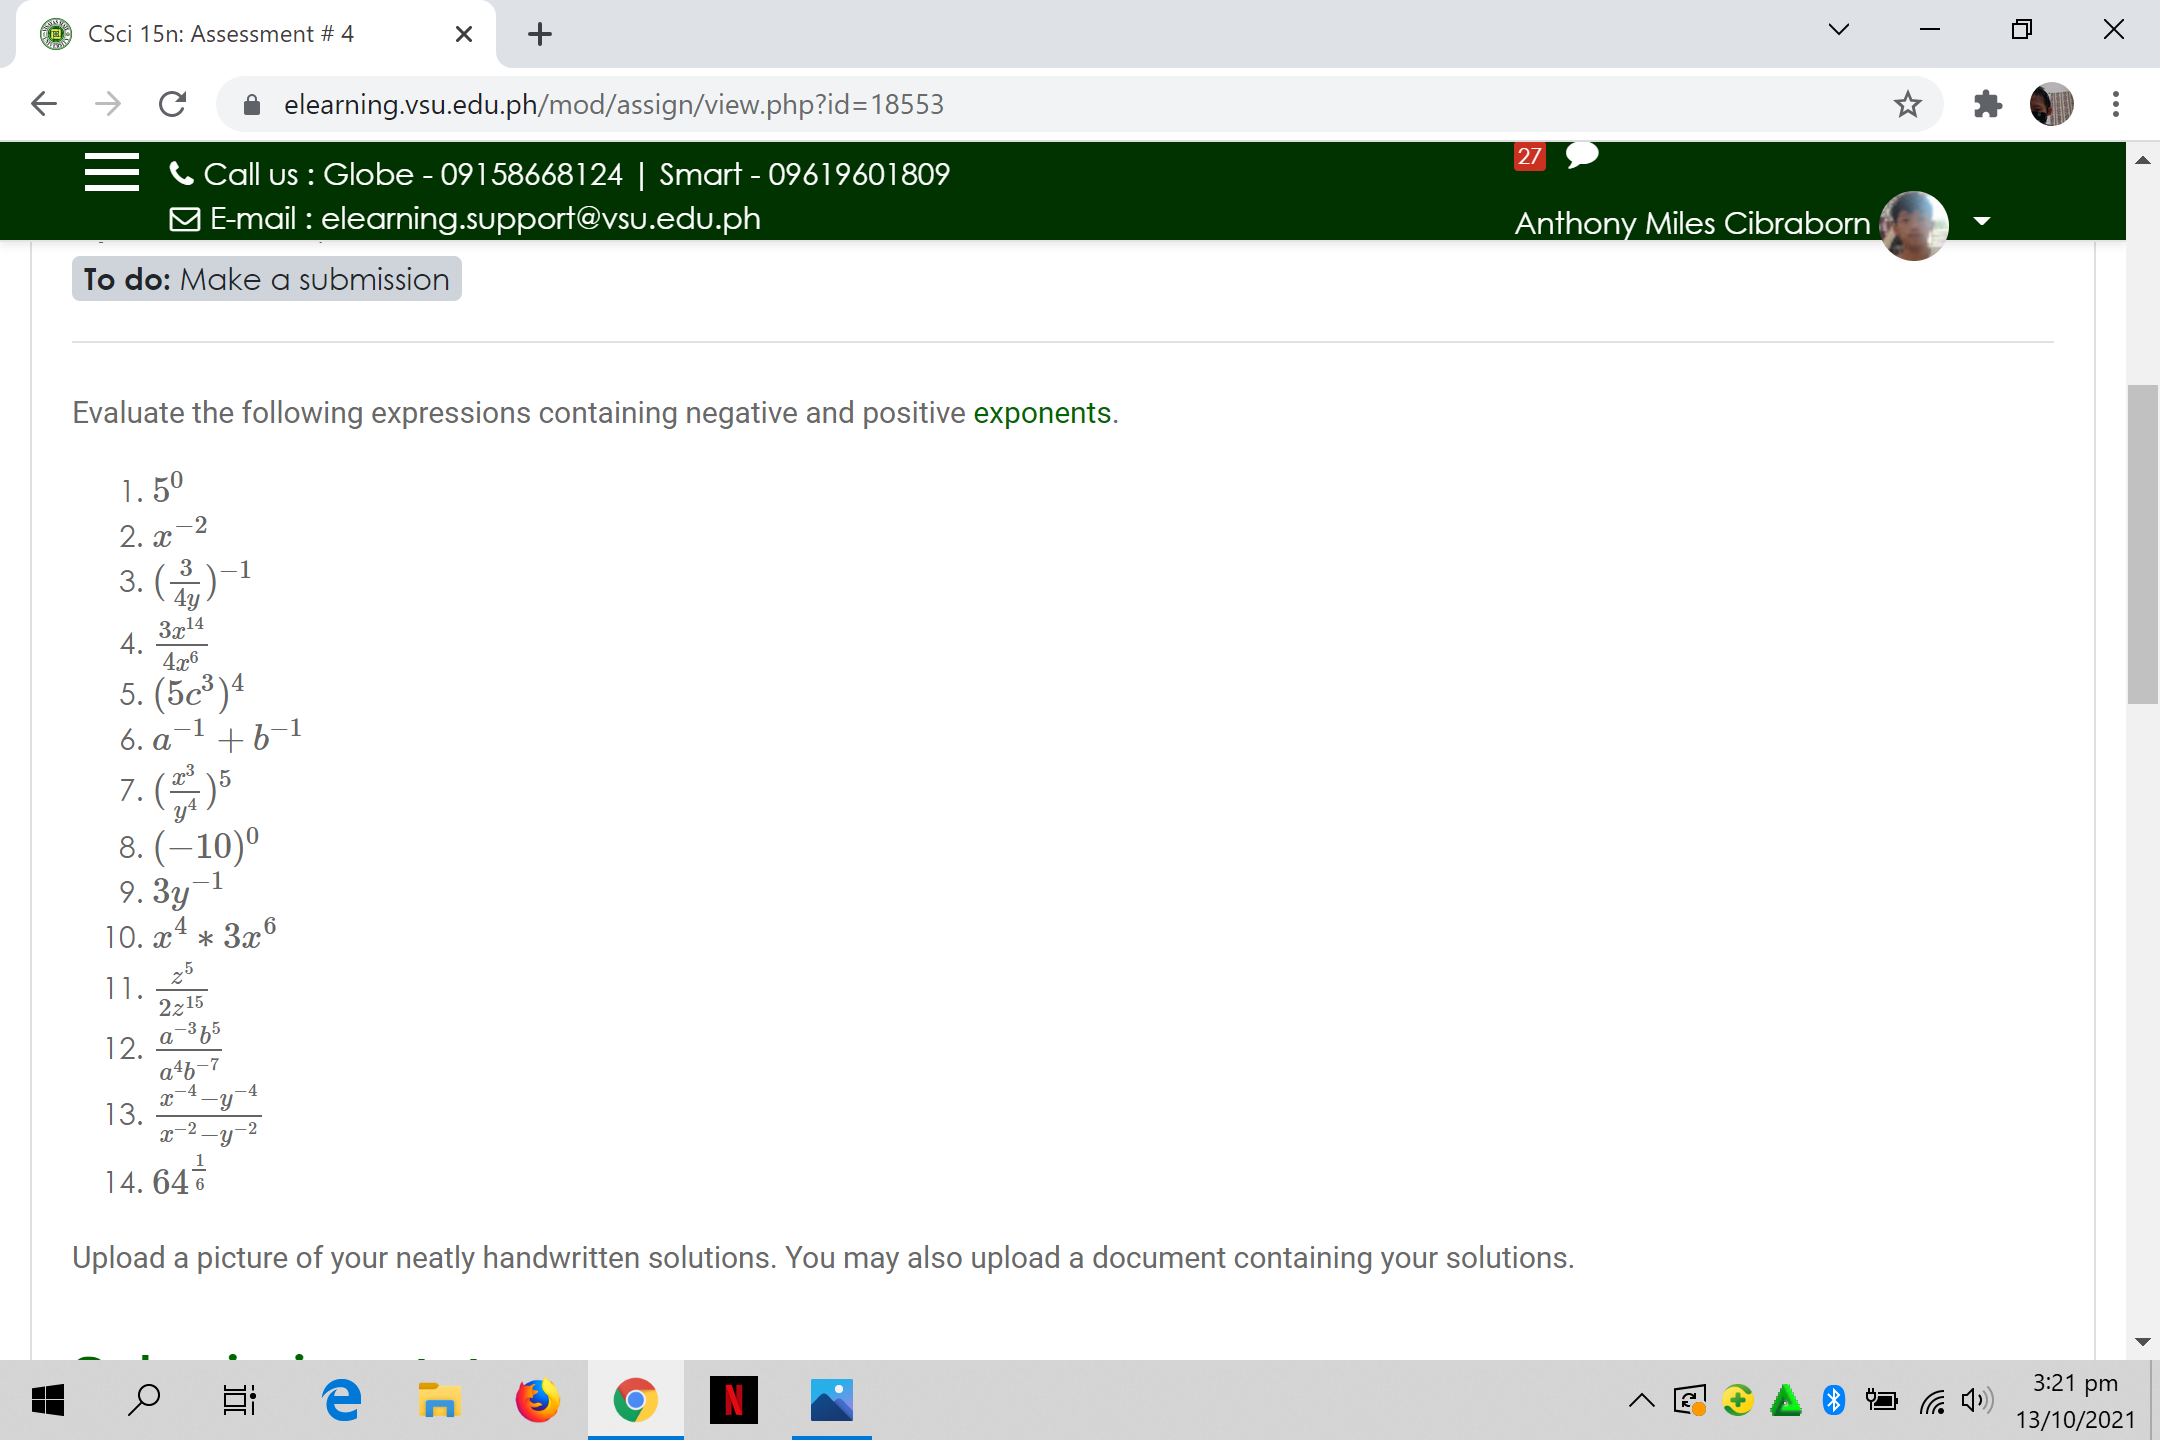 CSci 15n: Assessment # 4
elearning.vsu.edu.ph/mod/assign/view.php?id=18553
Call us : Globe - 09158668124 | Smart - 09619601809
27
E-mail : elearning.support@vsu.edu.ph
Anthony Miles Cibraborn
To do: Make a submission
Evaluate the following expressions containing negative and positive exponents.
1. 5^0
2. x^{-2}
3. (\frac{3}{4y})^{-1}
4. \frac{3x^{14}}{4x^6}
5. (5c^3)^4
6. a^{-1} + b^{-1}
7. (\frac{x^3}{y^4})^5
8. (-10)^0
9. 3y^{-1}
10. x^4 * 3x^6
11. \frac{z^5}{2z^{15}}
12. \frac{a^{-3}b^5}{a^4b^{-7}}
13. \frac{x^{-4}-y^{-4}}{x^{-2}-y^{-2}}
14. 64^{\frac{1}{6}}
Upload a picture of your neatly handwritten solutions. You may also upload a document containing your solutions.
N
3:21 pm
13/10/2021